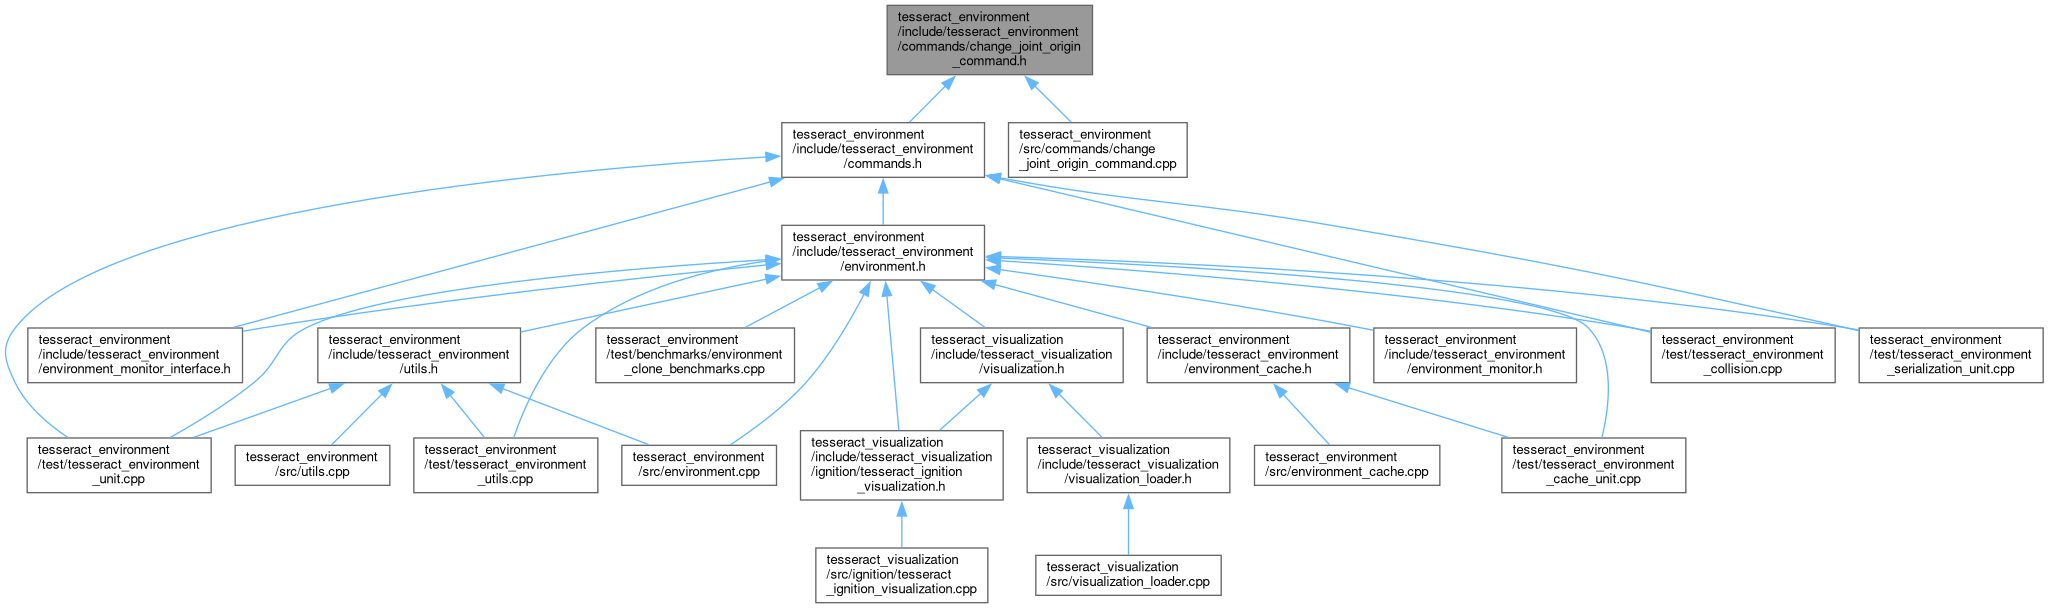 tesseract_environment
/include/tesseract_environment
/commands/change_joint_origin
_command.h
tesseract_environment
/include/tesseract_environment
/commands.h
tesseract_environment
/src/commands/change
_joint_origin_command.cpp
tesseract_environment
/include/tesseract_environment
/environment.h
tesseract_environment
/include/tesseract_environment
/environment_monitor_interface.h
tesseract_environment
/include/tesseract_environment
/utils.h
tesseract_environment
/test/benchmarks/environment
_clone_benchmarks.cpp
tesseract_visualization
/include/tesseract_visualization
/visualization.h
tesseract_environment
/include/tesseract_environment
/environment_cache.h
tesseract_environment
/include/tesseract_environment
/environment_monitor.h
tesseract_environment
/test/tesseract_environment
_collision.cpp
tesseract_environment
/test/tesseract_environment
_serialization_unit.cpp
tesseract_environment
/test/tesseract_environment
_unit.cpp
tesseract_environment
/src/utils.cpp
tesseract_environment
/test/tesseract_environment
_utils.cpp
tesseract_environment
/src/environment.cpp
tesseract_visualization
/include/tesseract_visualization
/ignition/tesseract_ignition
_visualization.h
tesseract_visualization
/include/tesseract_visualization
/visualization_loader.h
tesseract_environment
/src/environment_cache.cpp
tesseract_environment
/test/tesseract_environment
_cache_unit.cpp
tesseract_visualization
/src/ignition/tesseract
_ignition_visualization.cpp
tesseract_visualization
/src/visualization_loader.cpp